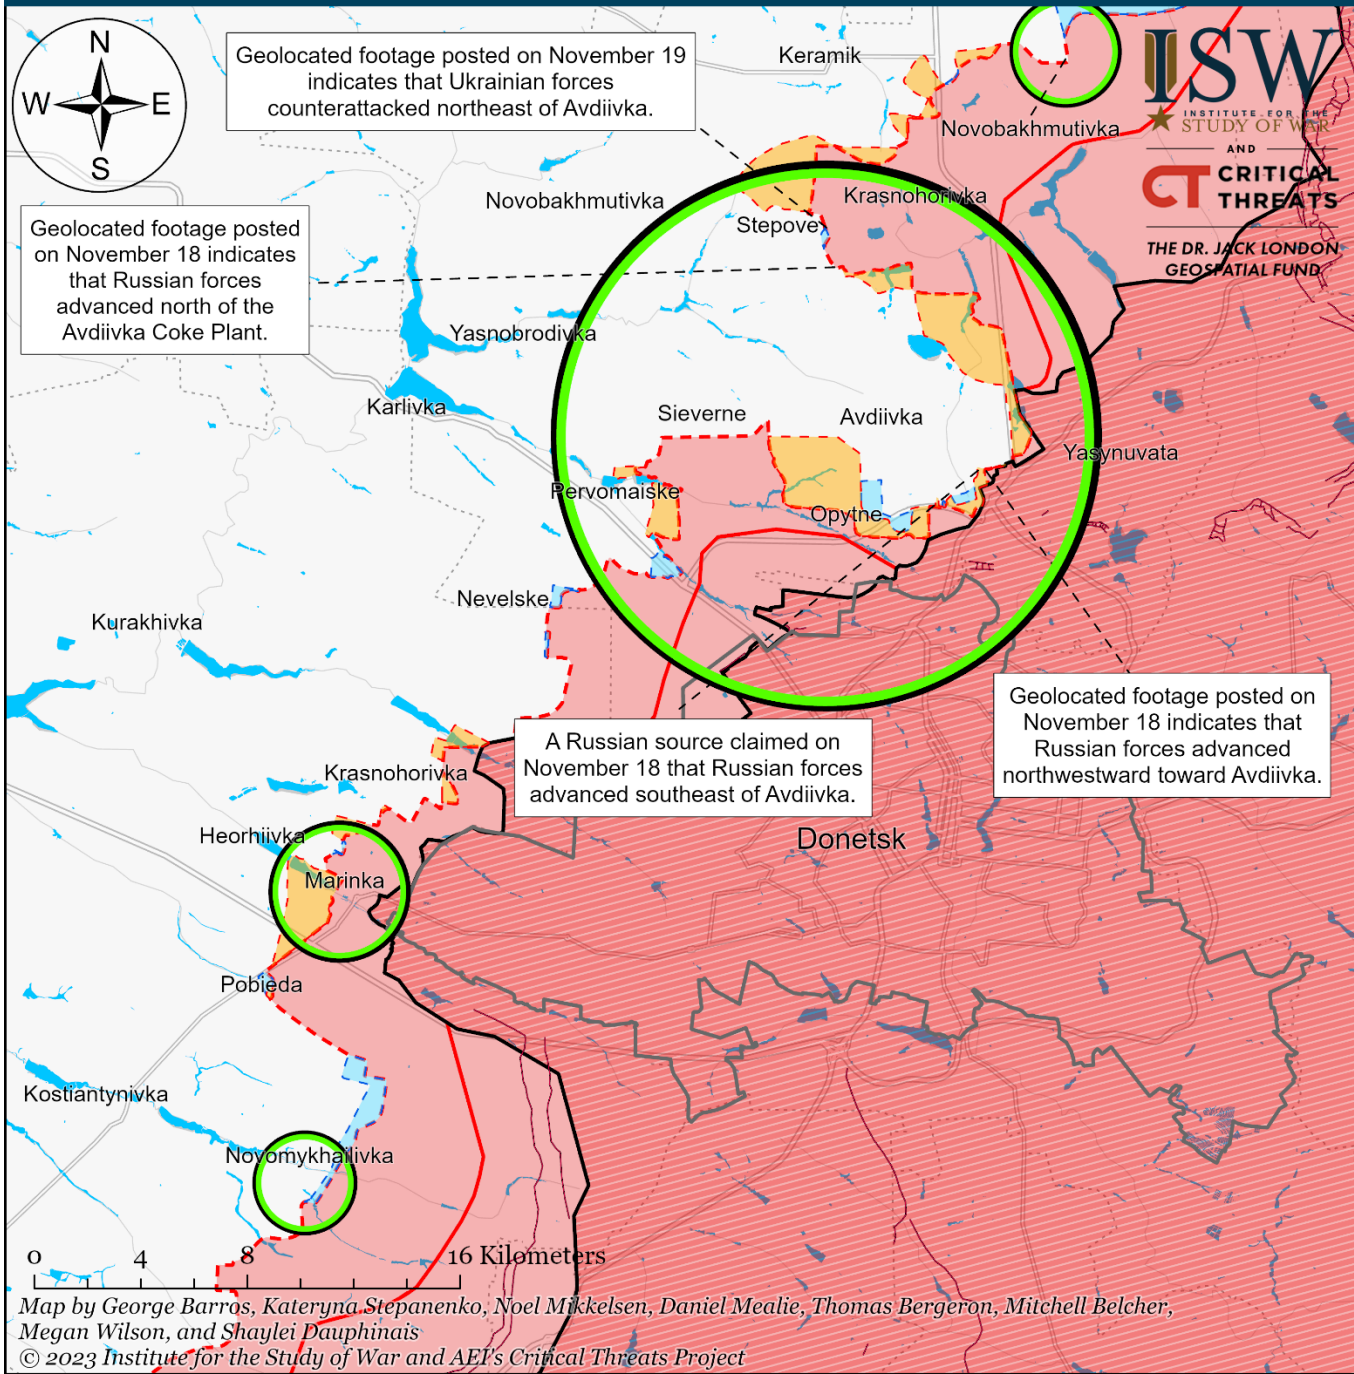 N
W
E
S
Geolocated footage posted on November 19
indicates that Ukrainian forces
counterattacked northeast of Avdiivka.
Keramik
ISW
INSTITUTE FOR THE
STUDY OF WAR
AND
CT CRITICAL
THREATS
THE DR. JACK LONDON
GEOSPATIAL FUND
Novobakhmutivka
Novobakhmutivka
Krasnohorivka
Stepove
Geolocated footage posted
on November 18 indicates
that Russian forces
advanced north of the
Avdiivka Coke Plant.
Yasnobrodivka
Karlivka
Sieverne
Avdiivka
Yasynuvata
Pervomaiske
Opytne
Nevelske
Kurakhivka
Geolocated footage posted on
November 18 indicates that
Russian forces advanced
northwestward toward Avdiivka.
A Russian source claimed on
November 18 that Russian forces
advanced southeast of Avdiivka.
Krasnohorivka
Heorhiivka
Donetsk
Marinka
Pobieda
Kostiantynivka
Novomykhailivka
0 4 8 16 Kilometers
Map by George Barros, Kateryna Stepanenko, Noel Mikkelsen, Daniel Mealie, Thomas Bergeron, Mitchell Belcher,
Megan Wilson, and Shaylei Dauphinais
© 2023 Institute for the Study of War and AEI's Critical Threats Project